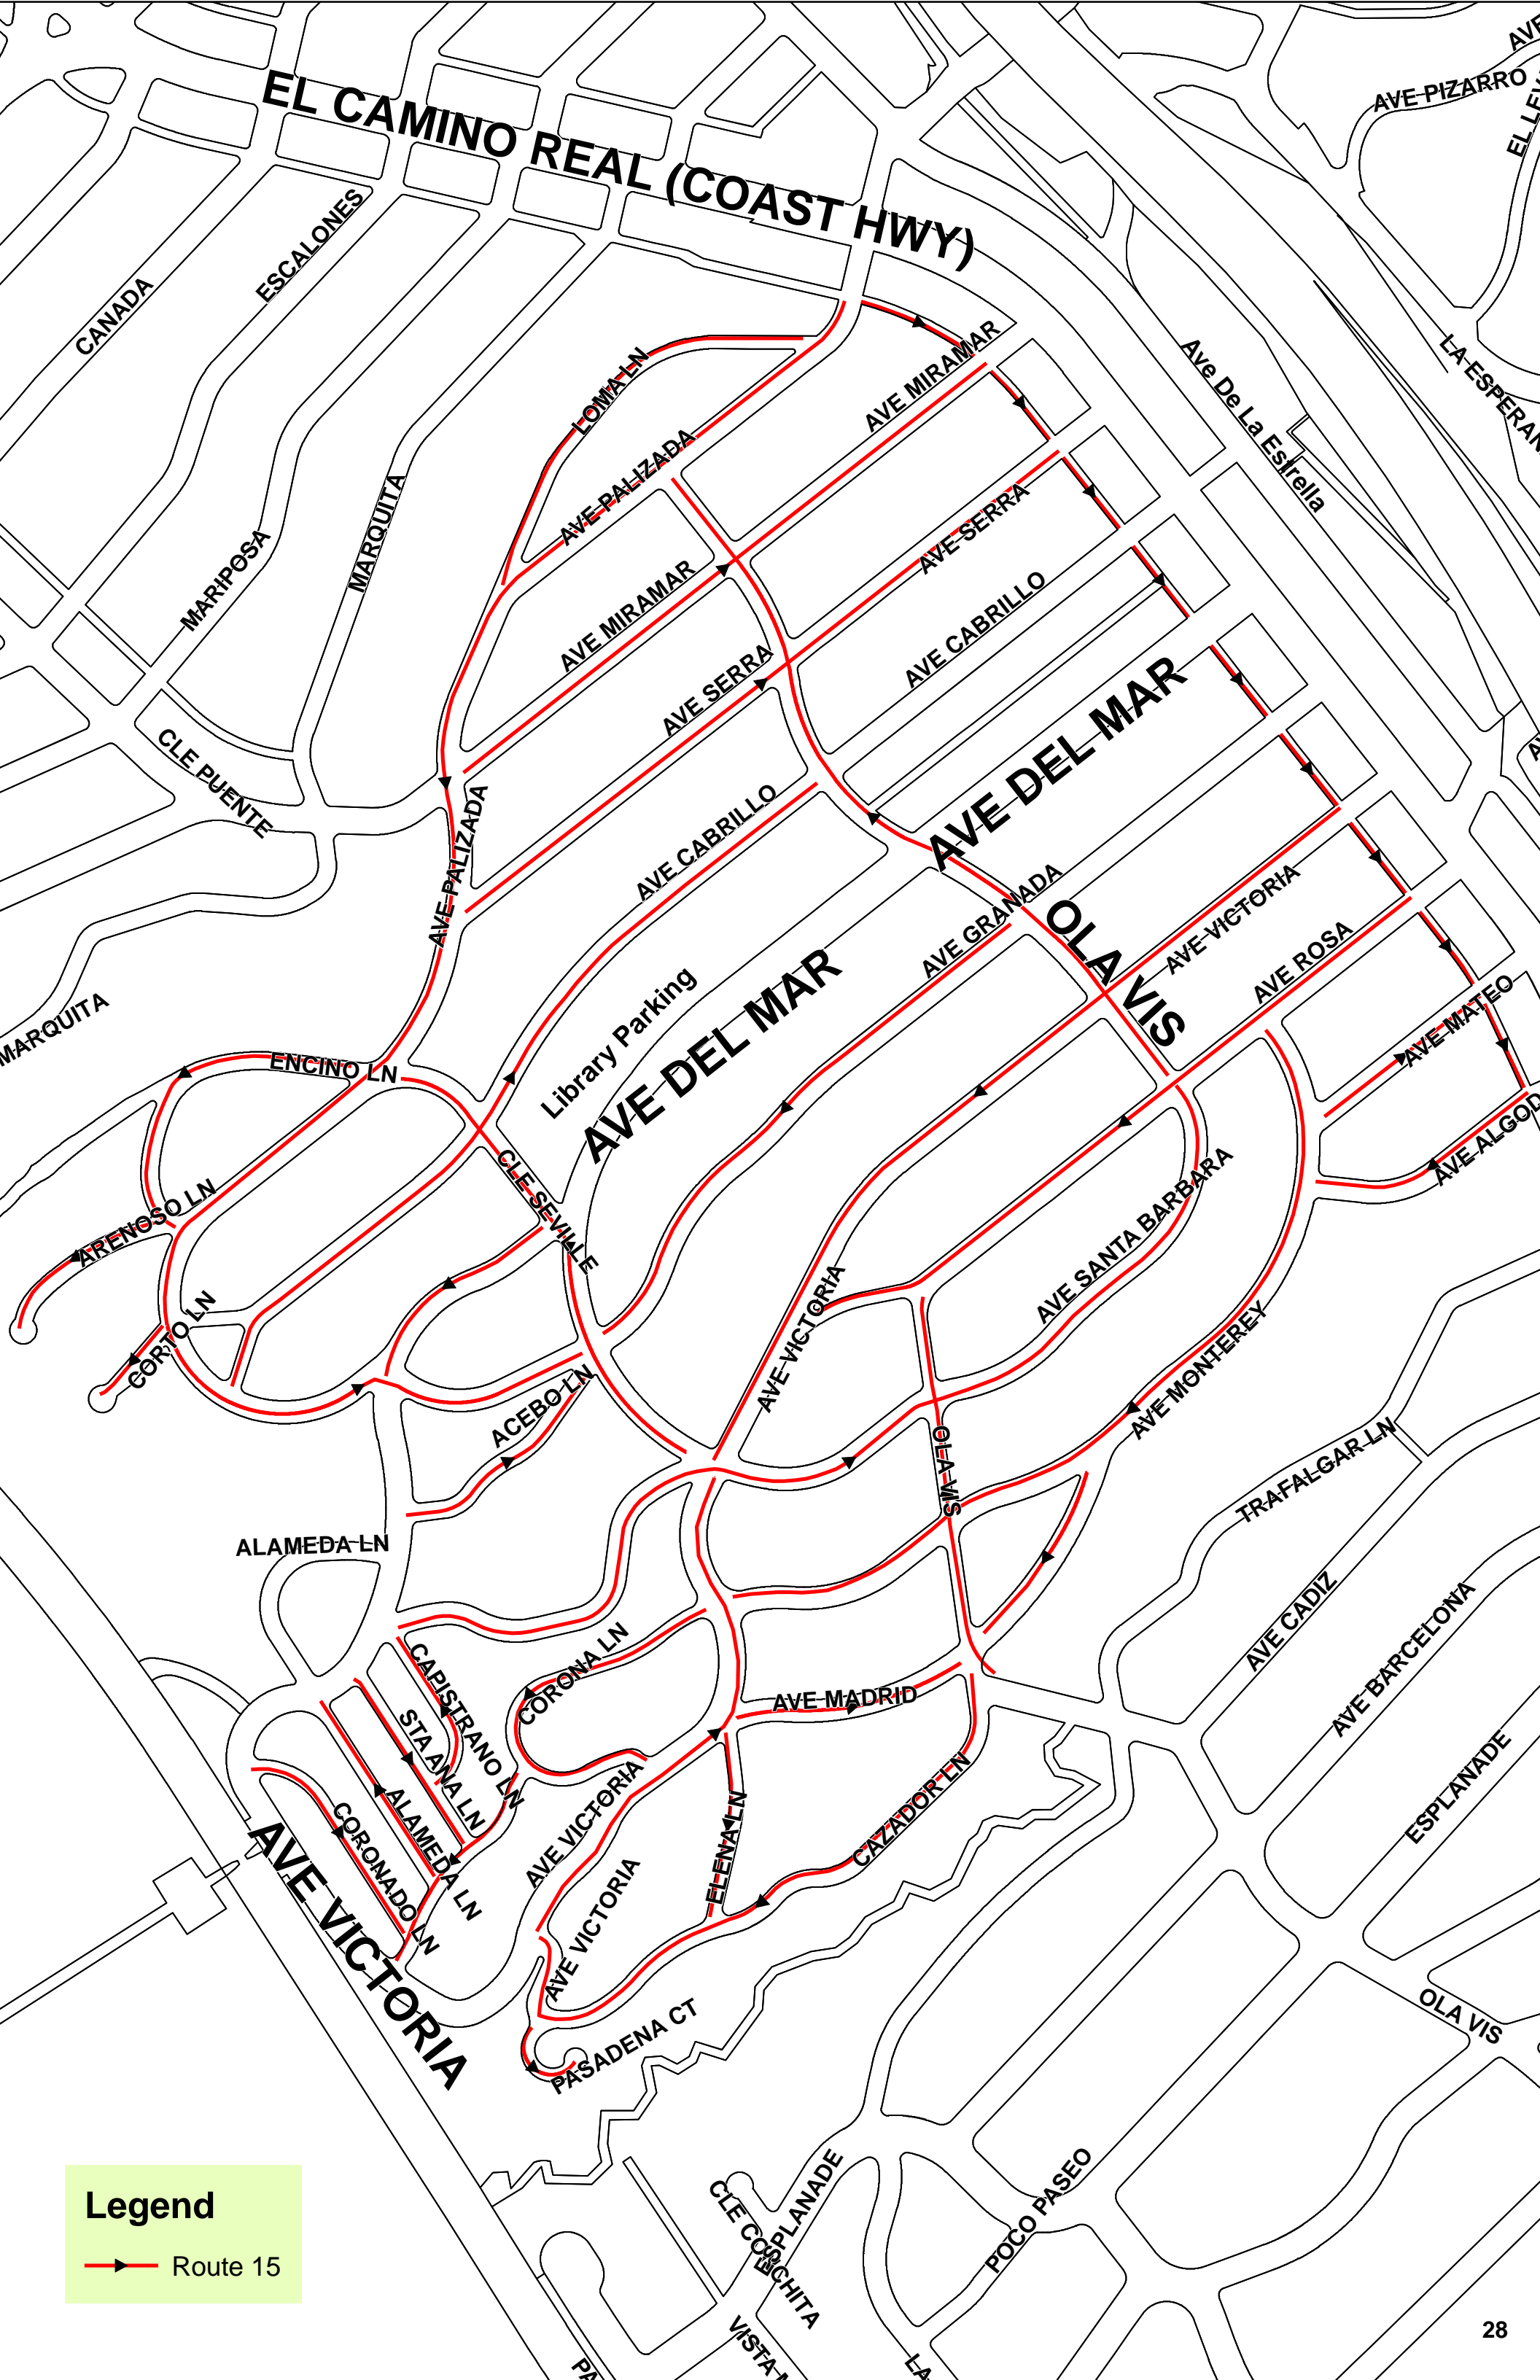 AVE PIZARRO
EL CAMINO REAL (COAST HWY)
CANADA
ESCALONES
LOMA LN
AVE MIRAMAR
Ave De La Estrella
MARIPOSA
MARQUITA
AVE PALIZADA
AVE SERRA
AVE MIRAMAR
AVE CABRILLO
AVE SERRA
CLE PUENTE
AVE PALIZADA
AVE CABRILLO
AVE DEL MAR
AVE GRANADA
OLA VIS
AVE VICTORIA
AVE ROSA
AVE MATEO
MARQUITA
Library Parking
AVE DEL MAR
ENCINO LN
CLE SEVILLE
ARENOSO LN
CORTO LN
AVE SANTA BARBARA
AVE VICTORIA
AVE MONTEREY
ACEBO LN
OLA VIS
TRAFALGAR LN
ALAMEDA LN
AVE CADIZ
AVE BARCELONA
CAPISTRANO LN
CORONA LN
AVE MADRID
STA ANA LN
ESPLANADE
ALAMEDA LN
CORONADO LN
AVE VICTORIA
ELENA LN
CAZADOR LN
AVE VICTORIA
AVE VICTORIA
OLA VIS
PASADENA CT
ESPLANADE
POCO PASEO
CLE CONCHITA
Legend
Route 15
28